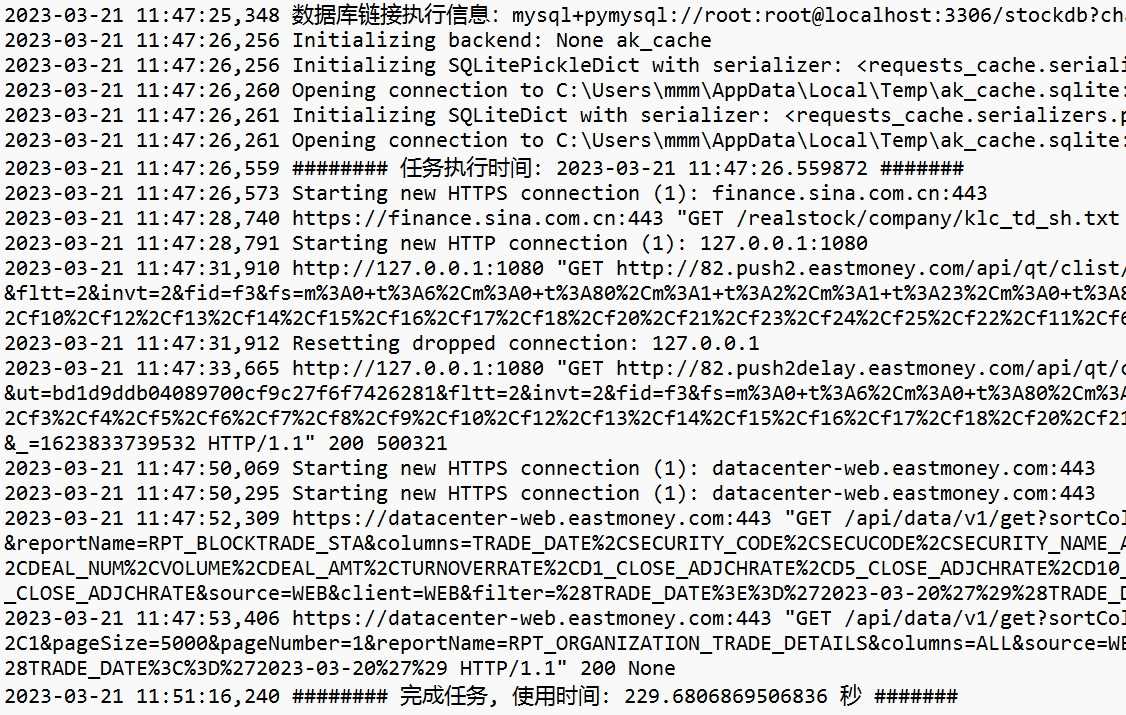 2023-03-21 11:47:25,348 数据库链接执行信息: mysql+pymysql://root:root@localhost:3306/stockdb?cha
2023-03-21 11:47:26,256 Initializing backend: None ak_cache
2023-03-21 11:47:26,256 Initializing SQLitePickleDict with serializer: <requests_cache.seriali
2023-03-21 11:47:26,260 Opening connection to C:\Users\mmm\AppData\Local\Temp\ak_cache.sqlite:
2023-03-21 11:47:26,261 Initializing SQLiteDict with serializer: <requests_cache.serializers.p
2023-03-21 11:47:26,261 Opening connection to C:\Users\mmm\AppData\Local\Temp\ak_cache.sqlite:
2023-03-21 11:47:26,559 ######## 任务执行时间: 2023-03-21 11:47:26.559872 #######
2023-03-21 11:47:26,573 Starting new HTTPS connection (1): finance.sina.com.cn:443
2023-03-21 11:47:28,740 https://finance.sina.com.cn:443 "GET /realstock/company/klc_td_sh.txt
2023-03-21 11:47:28,791 Starting new HTTP connection (1): 127.0.0.1:1080
2023-03-21 11:47:31,910 http://127.0.0.1:1080 "GET http://82.push2.eastmoney.com/api/qt/clist/
&fltt=2&invt=2&fid=f3&fs=m%3A0+t%3A6%2Cm%3A0+t%3A80%2Cm%3A1+t%3A2%2Cm%3A1+t%3A23%2Cm%3A0+t%3A8
2Cf10%2Cf12%2Cf13%2Cf14%2Cf15%2Cf16%2Cf17%2Cf18%2Cf20%2Cf21%2Cf23%2Cf24%2Cf25%2Cf22%2Cf11%2Cf6
2023-03-21 11:47:31,912 Resetting dropped connection: 127.0.0.1
2023-03-21 11:47:33,665 http://127.0.0.1:1080 "GET http://82.push2delay.eastmoney.com/api/qt/c
&ut=bd1d9ddb04089700cf9c27f6f7426281&fltt=2&invt=2&fid=f3&fs=m%3A0+t%3A6%2Cm%3A0+t%3A80%2Cm%3A
2Cf3%2Cf4%2Cf5%2Cf6%2Cf7%2Cf8%2Cf9%2Cf10%2Cf12%2Cf13%2Cf14%2Cf15%2Cf16%2Cf17%2Cf18%2Cf20%2Cf21
&_=1623833739532 HTTP/1.1" 200 500321
2023-03-21 11:47:50,069 Starting new HTTPS connection (1): datacenter-web.eastmoney.com:443
2023-03-21 11:47:50,295 Starting new HTTPS connection (1): datacenter-web.eastmoney.com:443
2023-03-21 11:47:52,309 https://datacenter-web.eastmoney.com:443 "GET /api/data/v1/get?sortCol
&reportName=RPT_BLOCKTRADE_STA&columns=TRADE_DATE%2CSECURITY_CODE%2CSECUCODE%2CSECURITY_NAME_A
2CDEAL_NUM%2CVOLUME%2CDEAL_AMT%2CTURNOVERRATE%2CD1_CLOSE_ADJCHRATE%2CD5_CLOSE_ADJCHRATE%2CD10_
_CLOSE_ADJCHRATE&source=WEB&client=WEB&filter=%28TRADE_DATE%3E%3D%272023-03-20%27%29%28TRADE_D
2023-03-21 11:47:53,406 https://datacenter-web.eastmoney.com:443 "GET /api/data/v1/get?sortCol
2C1&pageSize=5000&pageNumber=1&reportName=RPT_ORGANIZATION_TRADE_DETAILS&columns=ALL&source=WE
28TRADE_DATE%3C%3D%272023-03-20%27%29 HTTP/1.1" 200 None
2023-03-21 11:51:16,240 ######## 完成任务, 使用时间: 229.6806869506836 秒 #######